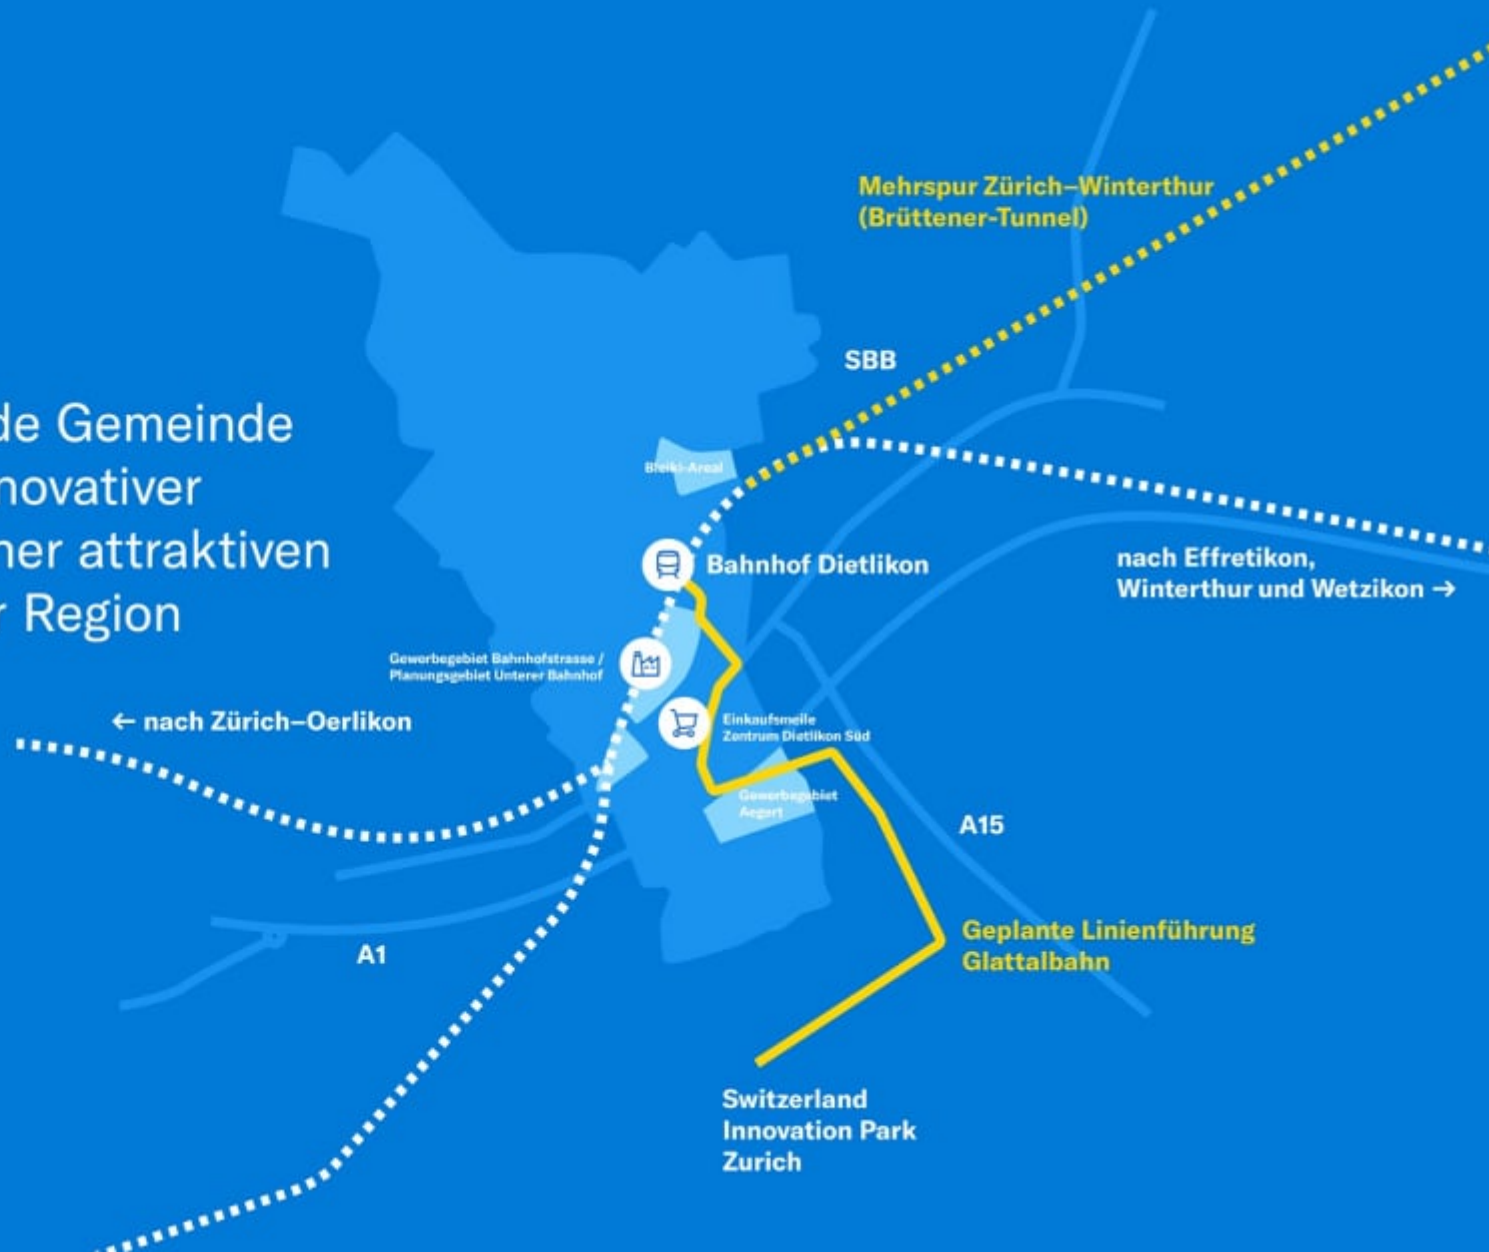 Mehrspur Zürich–Winterthur
(Brüttener-Tunnel)
SBB
de Gemeinde
novativer
ner attraktiven
r Region
Bleiki-Areal
Bahnhof Dietlikon
nach Effretikon,
Winterthur und Wetzikon →
Gewerbegebiet Bahnhofstrasse /
Planungsgebiet Unterer Bahnhof
← nach Zürich–Oerlikon
Einkaufsmeile
Zentrum Dietlikon Süd
Gewerbegebiet
Aegert
A15
Geplante Linienführung
Glattalbahn
A1
Switzerland
Innovation Park
Zurich